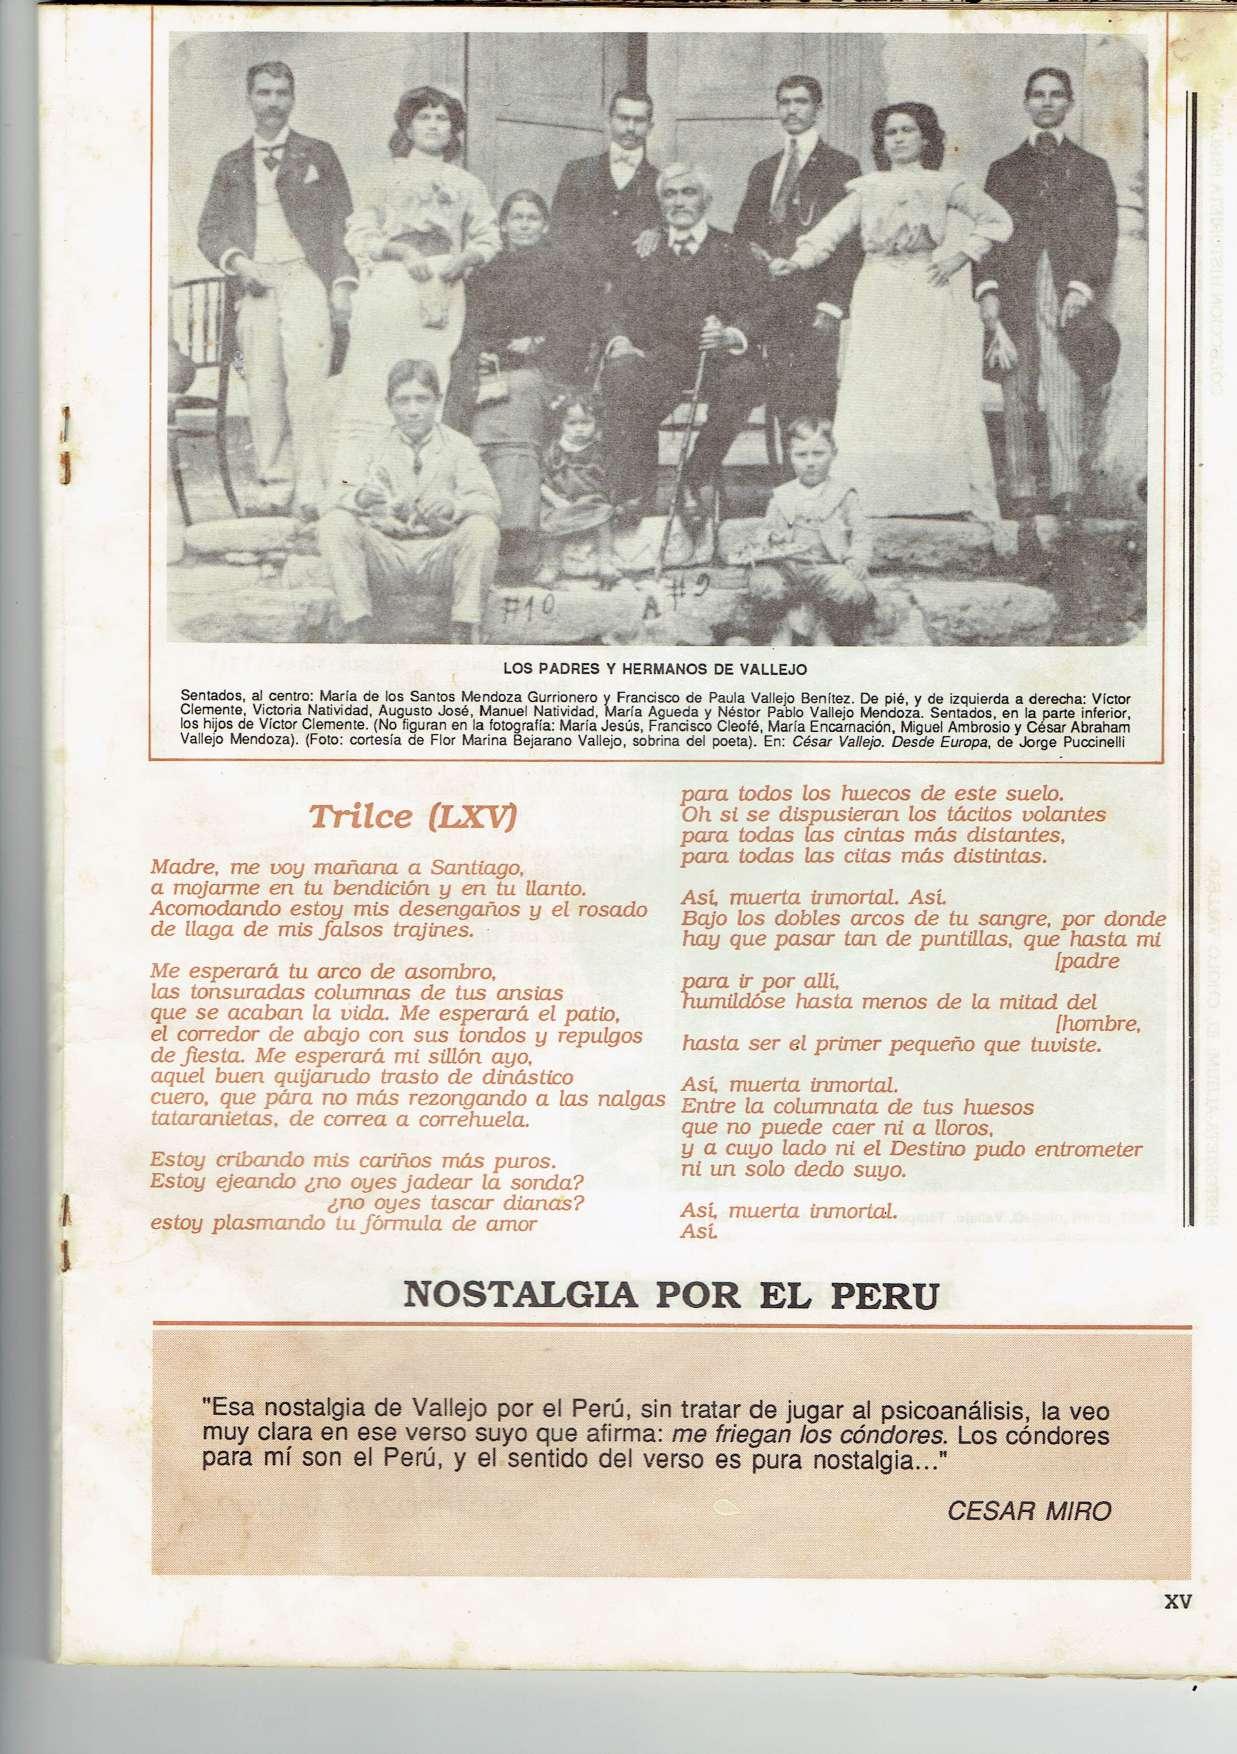 #10
A
#9
LOS PADRES Y HERMANOS DE VALLEJO
Sentados, al centro: María de los Santos Mendoza Gurrionero y Francisco de Paula Vallejo Benítez. De pié, y de izquierda a derecha: Víctor
Clemente, Victoria Natividad, Augusto José, Manuel Natividad, María Agueda y Néstor Pablo Vallejo Mendoza. Sentados, en la parte inferior,
los hijos de Víctor Clemente. (No figuran en la fotografía: María Jesús, Francisco Cleofé, María Encarnación, Miguel Ambrosio y César Abraham
Vallejo Mendoza). (Foto: cortesía de Flor Marina Bejarano Vallejo, sobrina del poeta). En: César Vallejo. Desde Europa, de Jorge Puccinelli
Trilce (LXV)
Madre, me voy mañana a Santiago,
a mojarme en tu bendición y en tu llanto.
Acomodando estoy mis desengaños y el rosado
de llaga de mis falsos trajines.
Me esperará tu arco de asombro,
las tonsuradas columnas de tus ansias
que se acaban la vida. Me esperará el patio,
el corredor de abajo con sus tondos y repulgos
de fiesta. Me esperará mi sillón ayo,
aquel buen quijarudo trasto de dinástico
cuero, que pára no más rezongando a las nalgas
tataranietas, de correa a correhuela.
Estoy cribando mis cariños más puros.
Estoy ejeando ¿no oyes jadear la sonda?
¿no oyes tascar dianas?
estoy plasmando tu fórmula de amor
para todos los huecos de este suelo.
Oh si se dispusieran los tácitos volantes
para todas las cintas más distantes,
para todas las citas más distintas.
Así, muerta inmortal. Así.
Bajo los dobles arcos de tu sangre, por donde
hay que pasar tan de puntillas, que hasta mi
[padre
para ir por allí,
humildóse hasta menos de la mitad del
[hombre,
hasta ser el primer pequeño que tuviste.
Así, muerta inmortal.
Entre la columnata de tus huesos
que no puede caer ni a lloros,
y a cuyo lado ni el Destino pudo entrometer
ni un solo dedo suyo.
Así, muerta inmortal.
Así.
NOSTALGIA POR EL PERU
"Esa nostalgia de Vallejo por el Perú, sin tratar de jugar al psicoanálisis, la veo
muy clara en ese verso suyo que afirma: me friegan los cóndores. Los cóndores
para mí son el Perú, y el sentido del verso es pura nostalgia..."
CESAR MIRO
XV